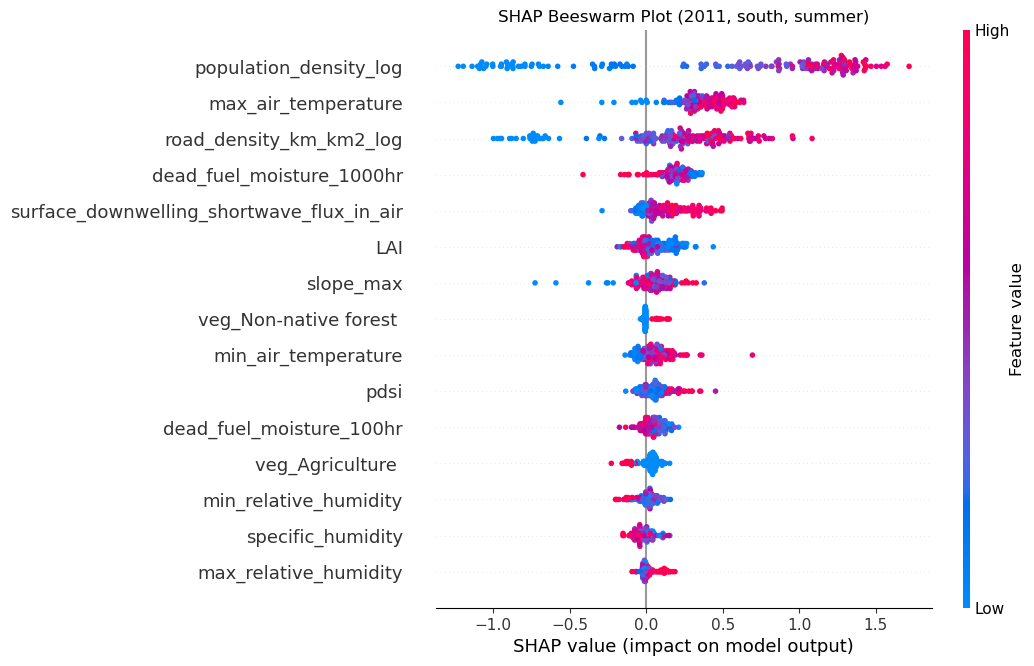 SHAP Beeswarm Plot (2011, south, summer)
High
population_density_log
max_air_temperature
road_density_km_km2_log
dead_fuel_moisture_1000hr
surface_downwelling_shortwave_flux_in_air
LAI
slope_max
veg_Non-native forest
min_air_temperature
pdsi
dead_fuel_moisture_100hr
veg_Agriculture
min_relative_humidity
specific_humidity
max_relative_humidity
Feature value
Low
−1.0 −0.5 0.0 0.5 1.0 1.5
SHAP value (impact on model output)